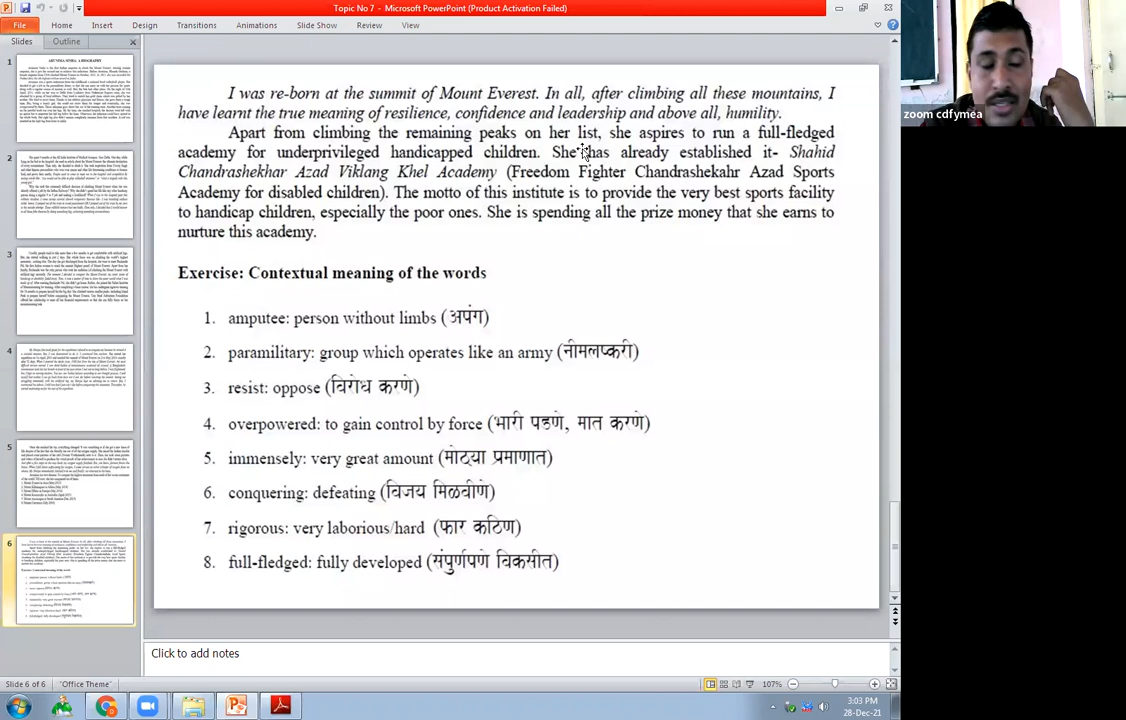 Topic No 7 - Microsoft PowerPoint (Product Activation Failed)
File Home Insert Design Transitions Animations Slide Show Review View
Slides Outline
I was re-born at the summit of Mount Everest. In all, after climbing all these mountains, I
have learnt the true meaning of resilience, confidence and leadership and above all, humility.
Apart from climbing the remaining peaks on her list, she aspires to run a full-fledged
academy for underprivileged handicapped children. She has already established it- Shahid
Chandrashekhar Azad Viklang Khel Academy (Freedom Fighter Chandrashekahr Azad Sports
Academy for disabled children). The motto of this institute is to provide the very best sports facility
to handicap children, especially the poor ones. She is spending all the prize money that she earns to
nurture this academy.
Exercise: Contextual meaning of the words
1. amputee: person without limbs (अपंग)
2. paramilitary: group which operates like an army (नीमलष्करी)
3. resist: oppose (विरोध करणे)
4. overpowered: to gain control by force (भारी पडणे, मात करणे)
5. immensely: very great amount (मोठ्या प्रमाणात)
6. conquering: defeating (विजय मिळवीणे)
7. rigorous: very laborious/hard (फार कठिण)
8. full-fledged: fully developed (संपुर्णपणे विकसीत)
zoom cdfymea
1
ARUNIMA SINHA: A BIOGRAPHY
2
3
4
5
6
Click to add notes
Slide 6 of 6 "Office Theme" 107%
3:03 PM
28-Dec-21